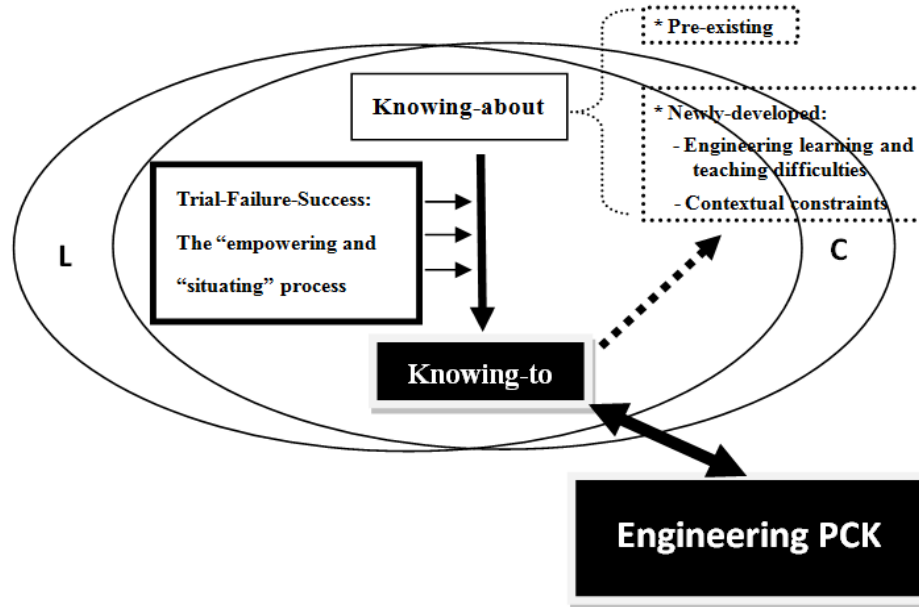 * Pre-existing
Knowing-about
* Newly-developed:
- Engineering learning and
teaching difficulties
- Contextual constraints
Trial-Failure-Success:
The “empowering and
“situating” process
L
C
Knowing-to
Engineering PCK